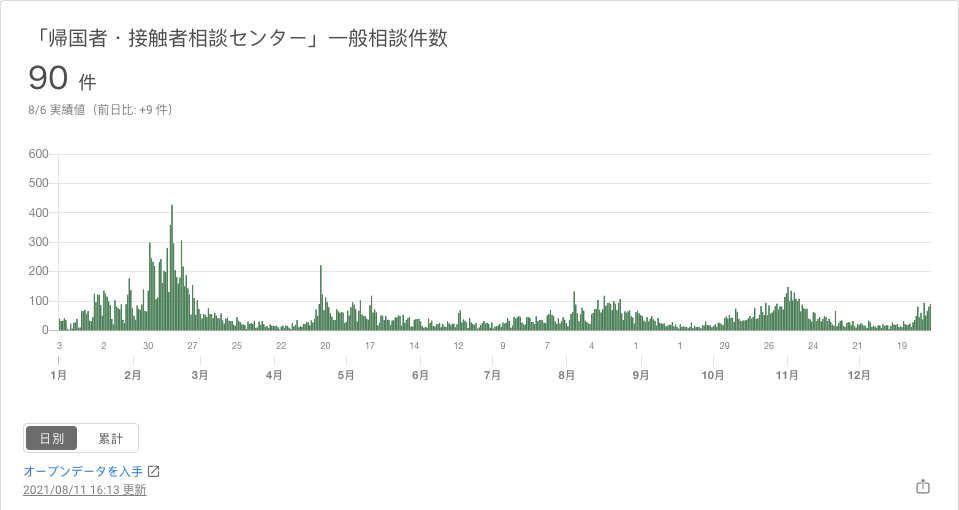 「帰国者・接触者相談センター」一般相談件数
90 件
8/6 実績値（前日比: +9 件）
600
500
400
300
200
100
0
3 2 30 27 25 20 17 14 12 9 7 4 1 1 29 26 24 21 19
1月 2月 3月 4月 5月 6月 7月 8月 9月 10月 11月 12月
日別 累計
オープンデータを入手
2021/08/11 16:13 更新